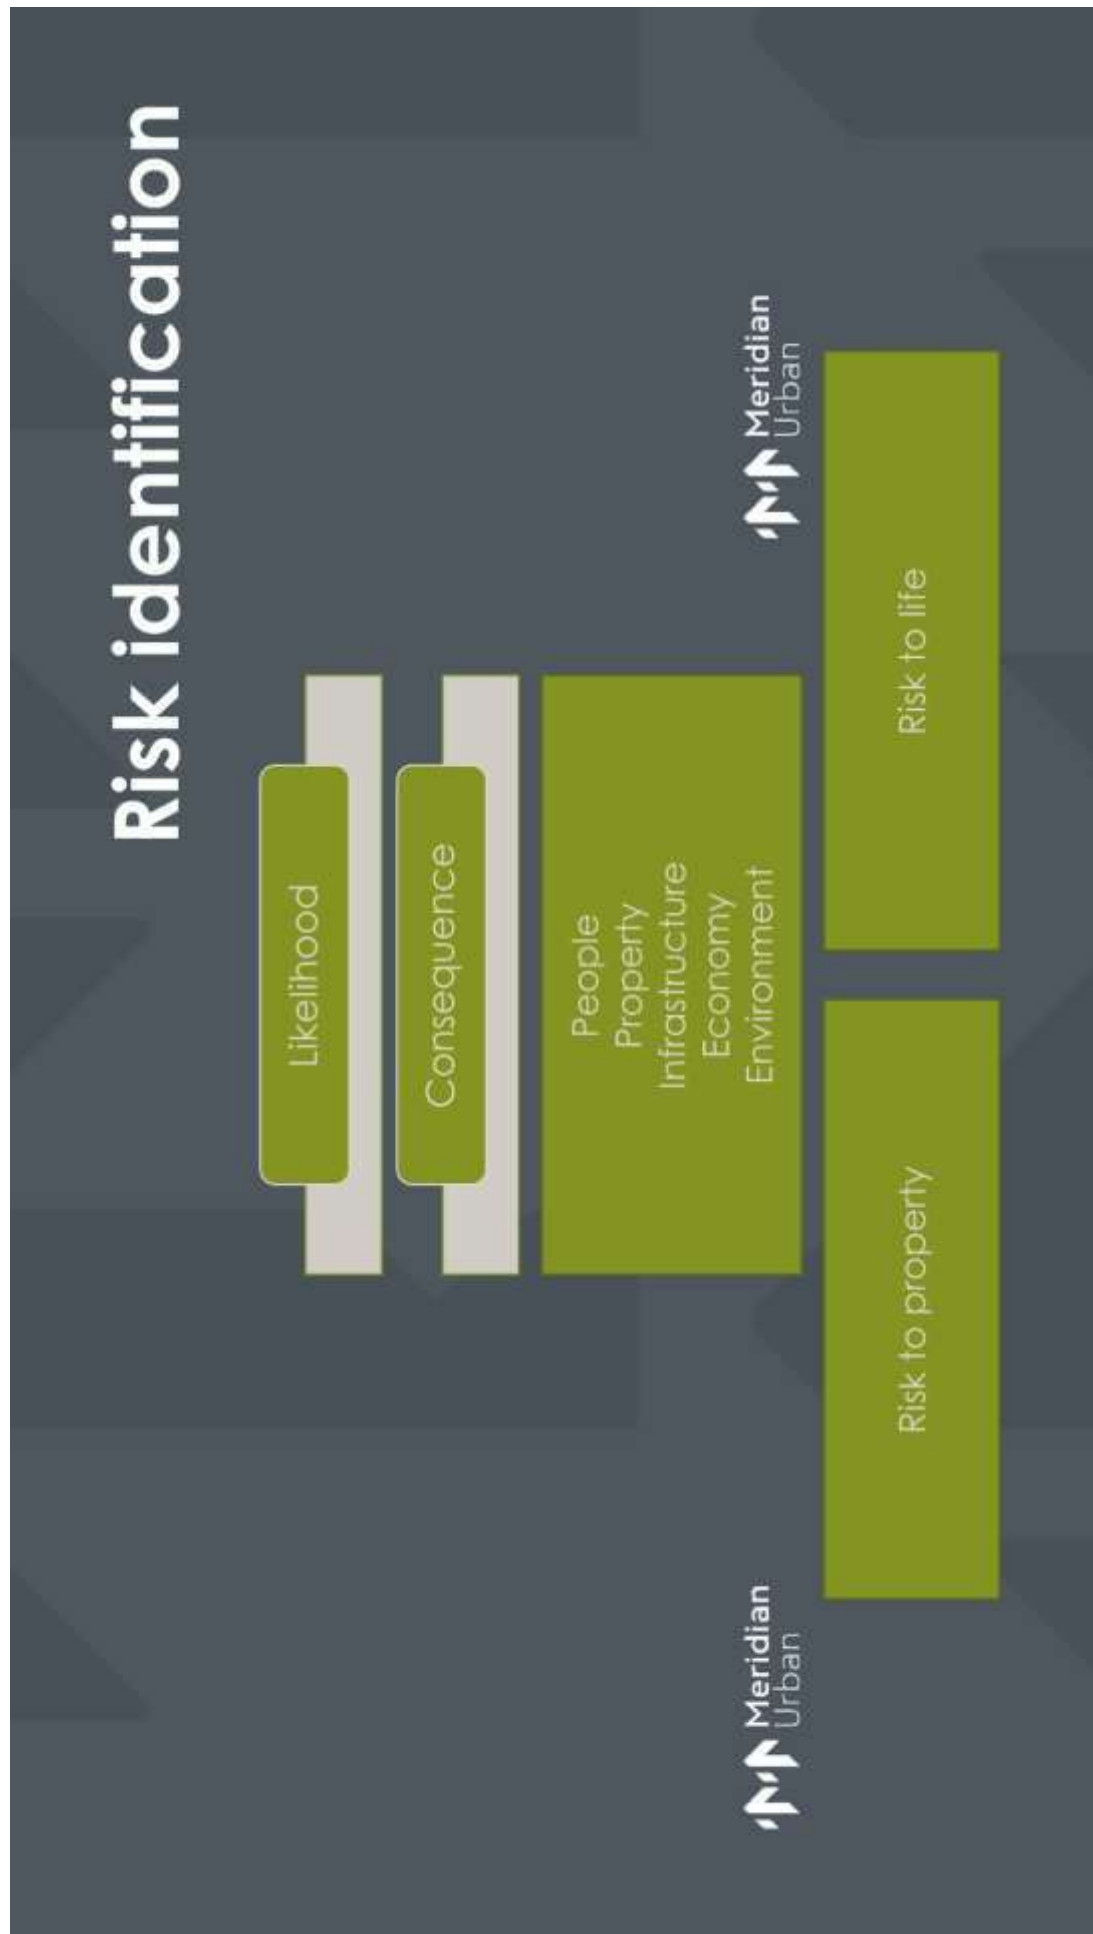 Risk identification
Likelihood
Consequence
People
Property
Infrastructure
Economy
Environment
Meridian
Urban
Meridian
Urban
Risk to property
Risk to life